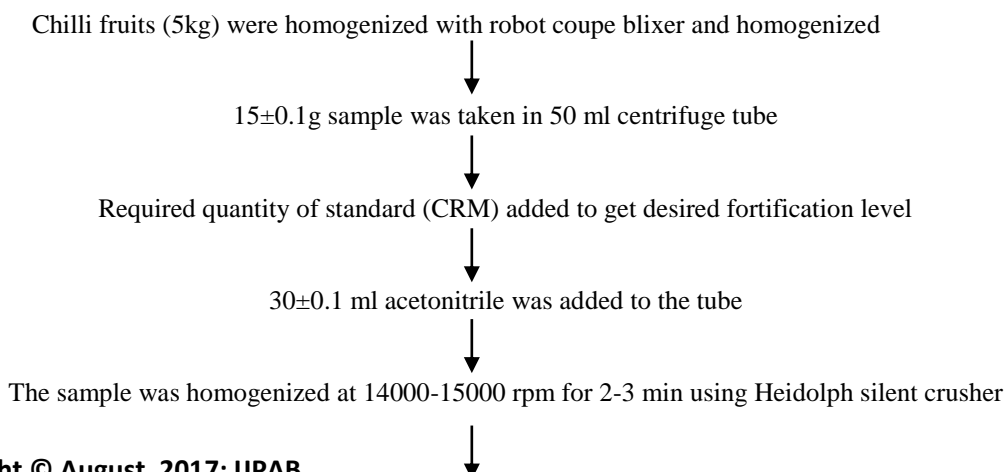 Chilli fruits (5kg) were homogenized with robot coupe blixer and homogenized
15±0.1g sample was taken in 50 ml centrifuge tube
Required quantity of standard (CRM) added to get desired fortification level
30±0.1 ml acetonitrile was added to the tube
The sample was homogenized at 14000-15000 rpm for 2-3 min using Heidolph silent crusher
© August, 2017; IJPAB